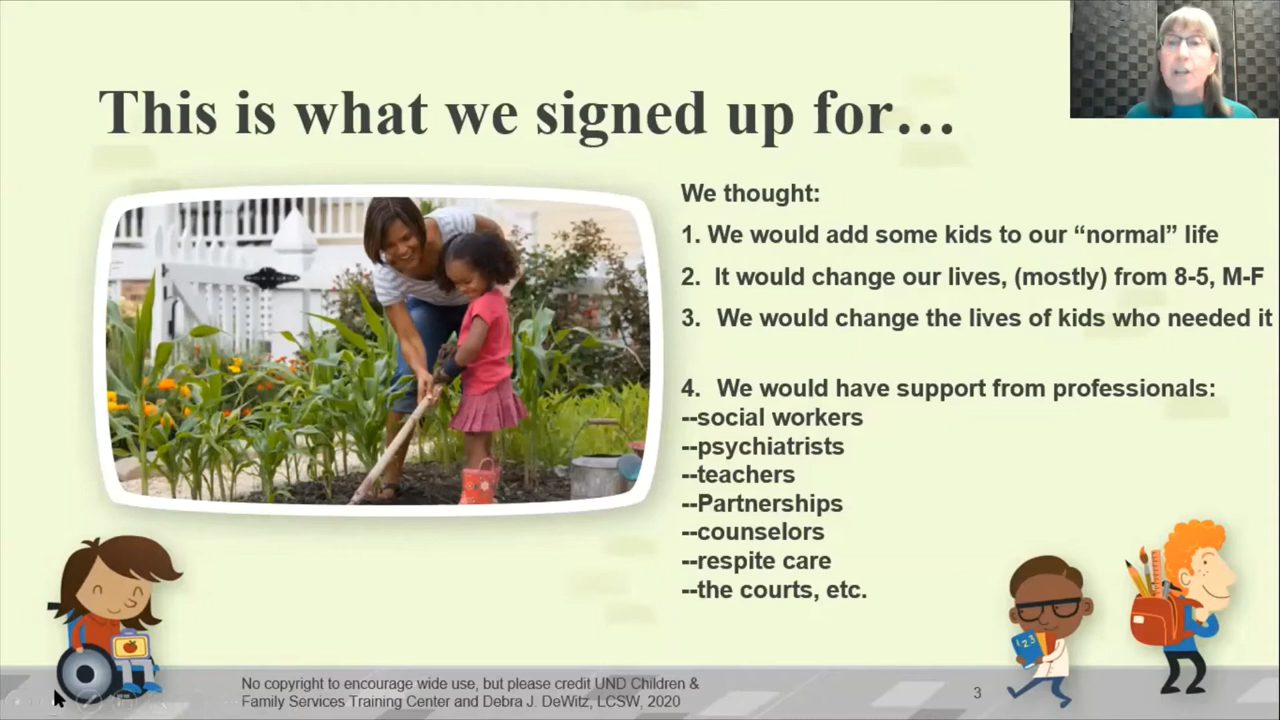 This is what we signed up for…
We thought:
1. We would add some kids to our “normal” life
2. It would change our lives, (mostly) from 8-5, M-F
3. We would change the lives of kids who needed it
4. We would have support from professionals:
--social workers
--psychiatrists
--teachers
--Partnerships
--counselors
--respite care
--the courts, etc.
1 2 3
No copyright to encourage wide use, but please credit UND Children &
Family Services Training Center and Debra J. DeWitz, LCSW, 2020
3